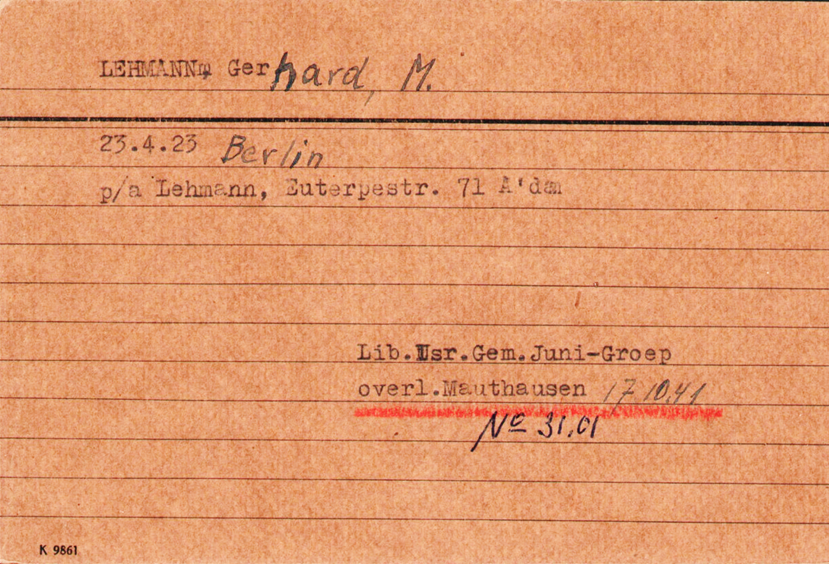 LEHMANN, Gerhard, M.
23.4.23 Berlin
p/a Lehmann, Euterpestr. 71 A'dam
Lib.Isr.Gem.Juni-Groep
overl.Mauthausen 17.10.41
No 31.01
K 9861